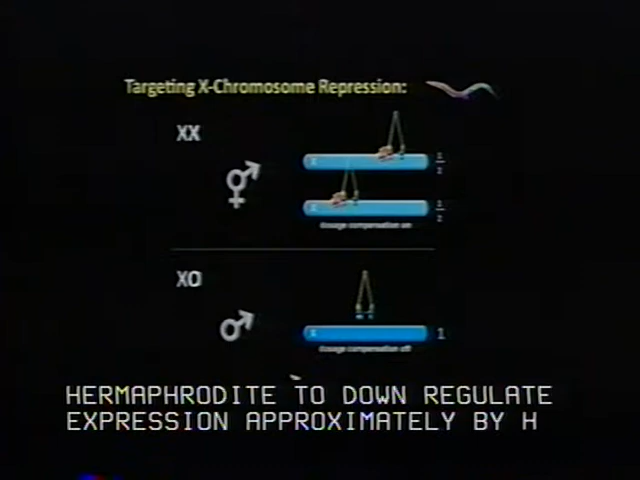 Targeting X-Chromosome Repression:
XX
X
1/2
X
1/2
dosage compensation on
XO
X
1
dosage compensation off
HERMAPHRODITE TO DOWN REGULATE
EXPRESSION APPROXIMATELY BY H